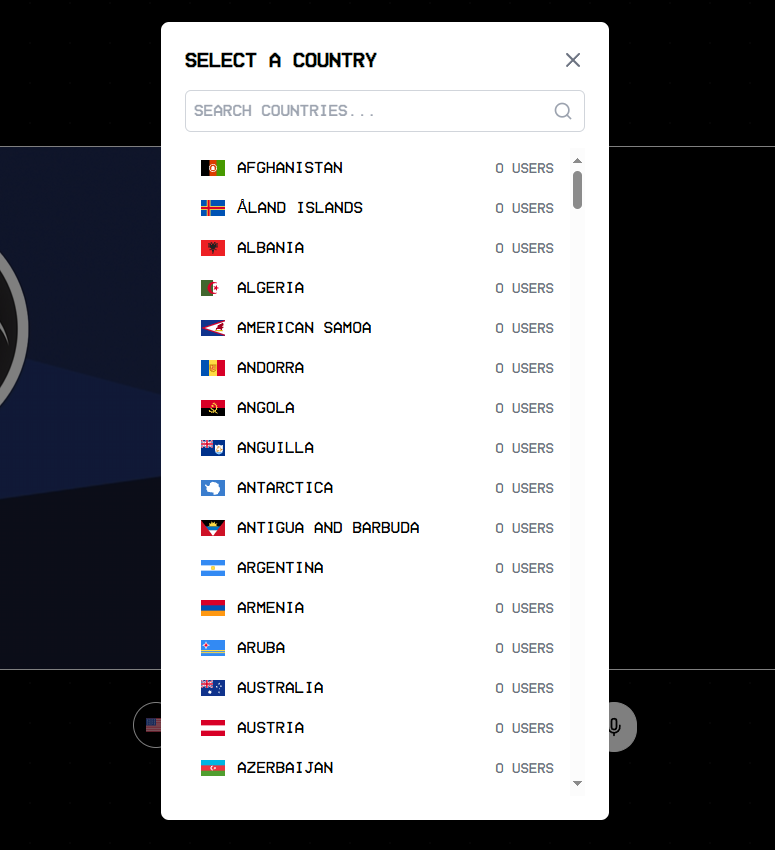 SELECT A COUNTRY
SEARCH COUNTRIES...
AFGHANISTAN 0 USERS
ÅLAND ISLANDS 0 USERS
ALBANIA 0 USERS
ALGERIA 0 USERS
AMERICAN SAMOA 0 USERS
ANDORRA 0 USERS
ANGOLA 0 USERS
ANGUILLA 0 USERS
ANTARCTICA 0 USERS
ANTIGUA AND BARBUDA 0 USERS
ARGENTINA 0 USERS
ARMENIA 0 USERS
ARUBA 0 USERS
AUSTRALIA 0 USERS
AUSTRIA 0 USERS
AZERBAIJAN 0 USERS